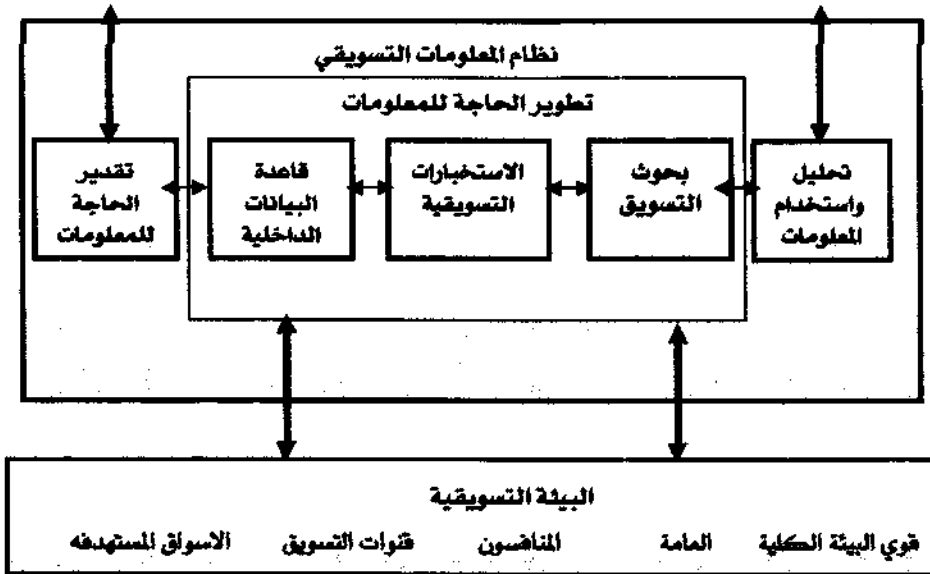 نظام المعلومات التسويقي
تطوير الحاجة للمعلومات
تحليل
واستخدام
المعلومات
بحوث
التسويق
الاستخبارات
التسويقية
قاعدة
البيانات
الداخلية
تقدير
الحاجة
للمعلومات
البيئة التسويقية
قوي البيئة الكلية العامة المنافسون قنوات التسويق الاسواق المستهدفه